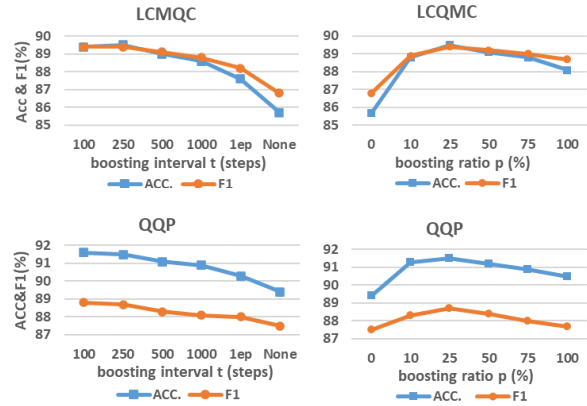 LCMQC
Acc & F1(%)
90
89
88
87
86
85
100 250 500 1000 1ep None
boosting interval t (steps)
ACC. F1
LCQMC
90
89
88
87
86
85
0 10 25 50 75 100
boosting ratio p (%)
ACC. F1
QQP
ACC&F1(%)
92
91
90
89
88
87
100 250 500 1000 1ep None
boosting interval t (steps)
ACC. F1
QQP
92
91
90
89
88
87
0 10 25 50 75 100
boosting ratio p (%)
ACC. F1